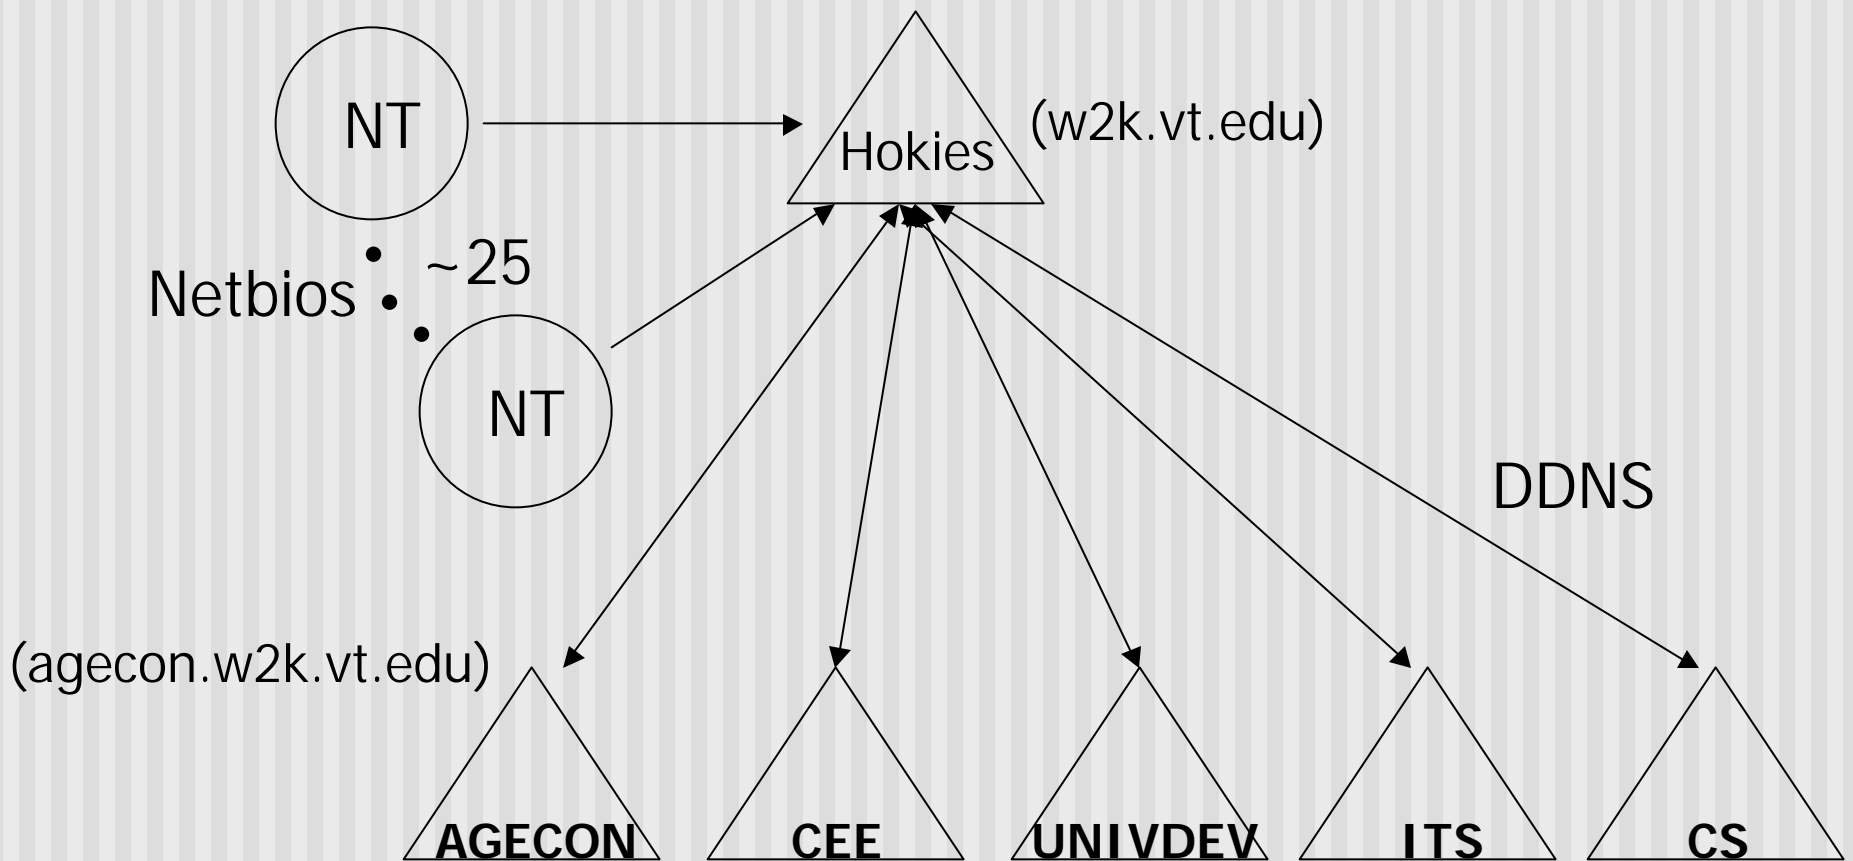 NT
Hokies
(w2k.vt.edu)
Netbios
~25
NT
DDNS
(agecon.w2k.vt.edu)
AGECON
CEE
UNIVDEV
ITS
CS